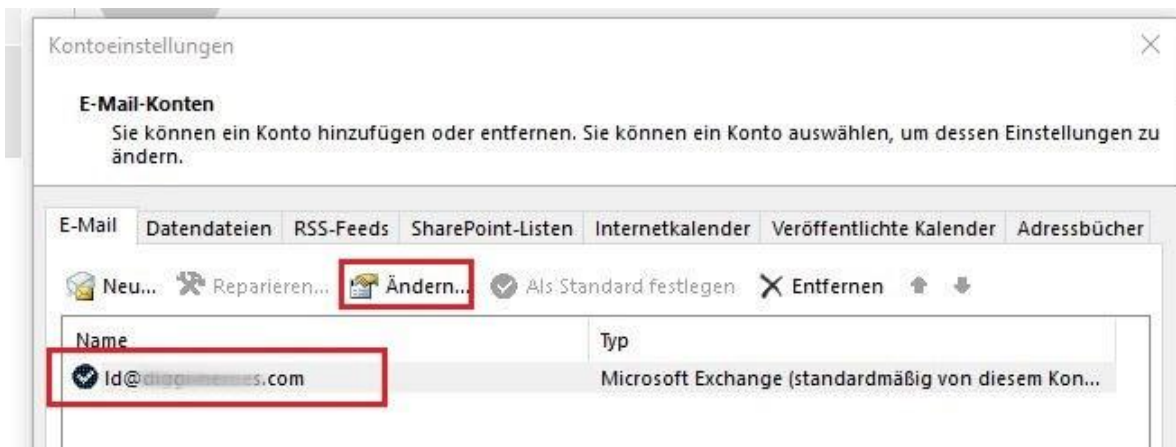 Kontoeinstellungen
E-Mail-Konten
Sie können ein Konto hinzufügen oder entfernen. Sie können ein Konto auswählen, um dessen Einstellungen zu
ändern.
E-Mail Datendateien RSS-Feeds SharePoint-Listen Internetkalender Veröffentlichte Kalender Adressbücher
Neu... Reparieren... Ändern... Als Standard festlegen Entfernen
Name Typ
ld@ .com Microsoft Exchange (standardmäßig von diesem Kon...